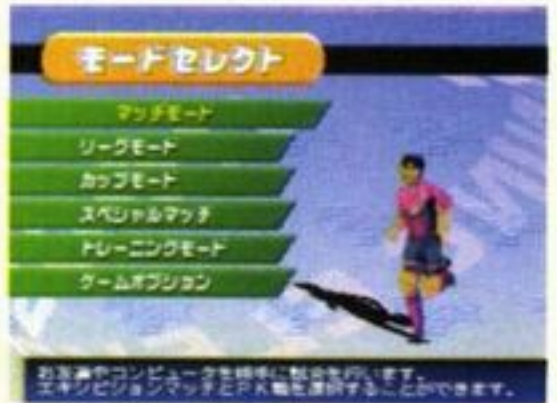 モードセレクト
マッチモード
リーグモード
カップモード
スペシャルマッチ
トレーニングモード
ゲームオプション
お友達やコンピュータを相手に試合を行います。
エキシビションマッチとPK戦を選択することができます。